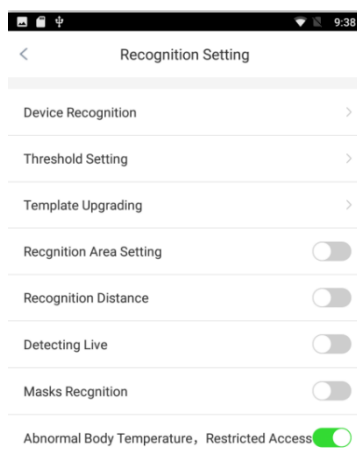 9:38
Recognition Setting
Device Recognition
Threshold Setting
Template Upgrading
Recgnition Area Setting
Recognition Distance
Detecting Live
Masks Recgnition
Abnormal Body Temperature，Restricted Access